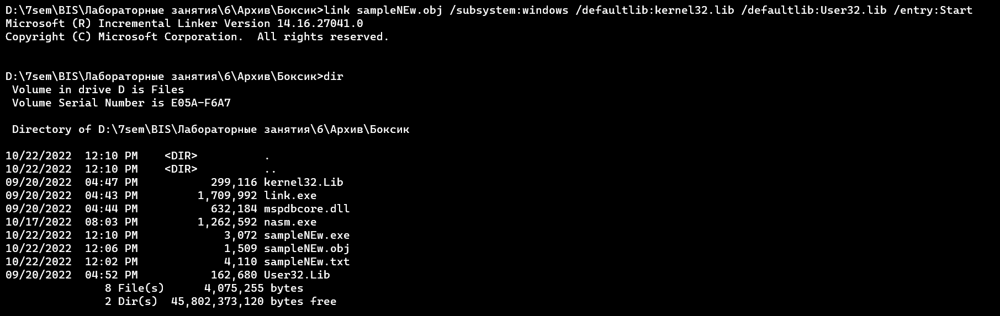 D:\7sem\BIS\Лабораторные занятия\6\Архив\Боксик>link sampleNEw.obj /subsystem:windows /defaultlib:kernel32.lib /defaultlib:User32.lib /entry:Start
Microsoft (R) Incremental Linker Version 14.16.27041.0
Copyright (C) Microsoft Corporation.  All rights reserved.
D:\7sem\BIS\Лабораторные занятия\6\Архив\Боксик>dir
 Volume in drive D is Files
 Volume Serial Number is E05A-F6A7
 Directory of D:\7sem\BIS\Лабораторные занятия\6\Архив\Боксик
10/22/2022  12:10 PM    <DIR>          .
10/22/2022  12:10 PM    <DIR>          ..
09/20/2022  04:47 PM           299,116 kernel32.Lib
09/20/2022  04:43 PM         1,709,992 link.exe
09/20/2022  04:44 PM           632,184 mspdbcore.dll
10/17/2022  08:03 PM         1,262,592 nasm.exe
10/22/2022  12:10 PM             3,072 sampleNEw.exe
10/22/2022  12:06 PM             1,509 sampleNEw.obj
10/22/2022  12:02 PM             4,110 sampleNEw.txt
09/20/2022  04:52 PM           162,680 User32.Lib
               8 File(s)      4,075,255 bytes
               2 Dir(s)  45,802,373,120 bytes free